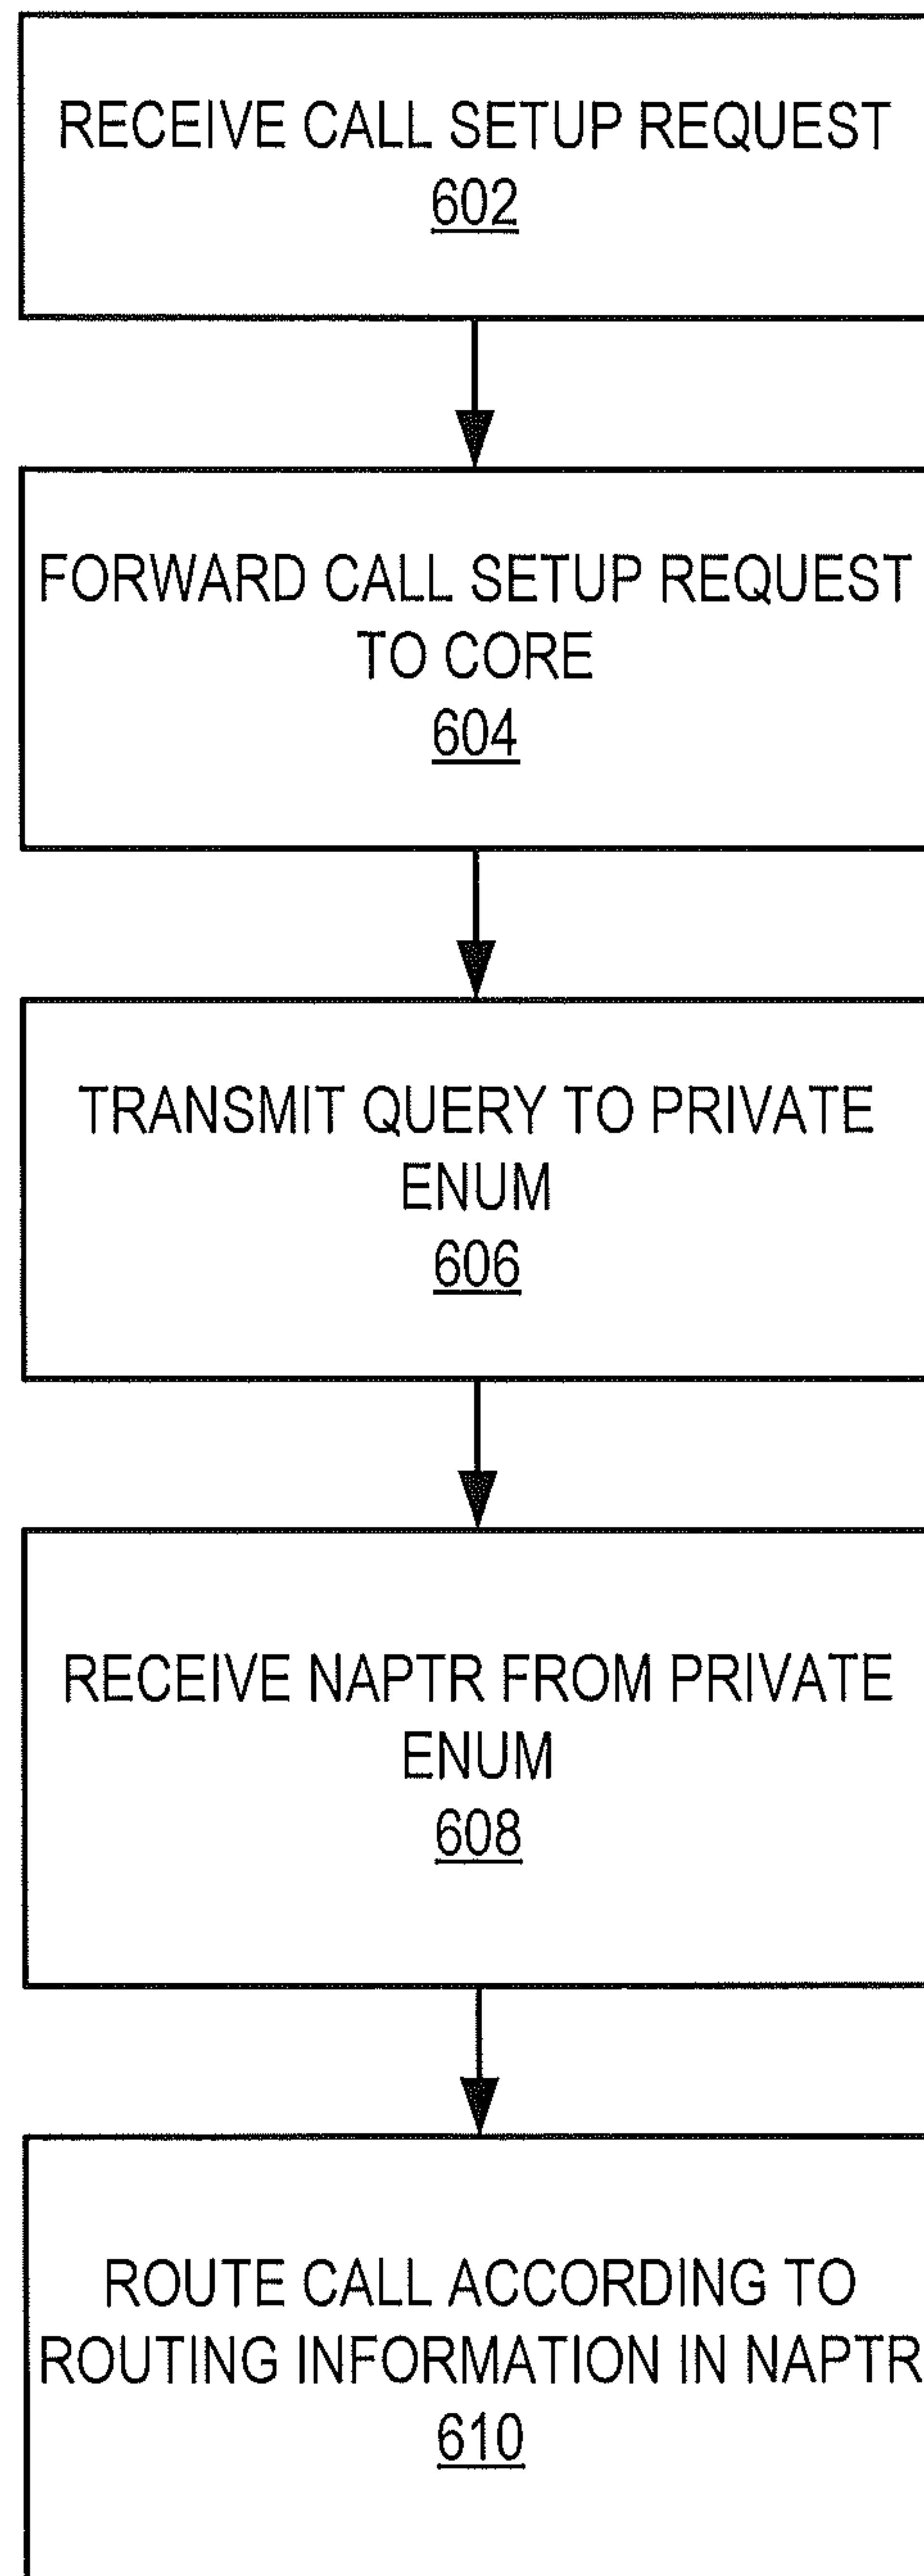 RECEIVE CALL SETUP REQUEST
602
FORWARD CALL SETUP REQUEST
TO CORE
604
TRANSMIT QUERY TO PRIVATE
ENUM
606
RECEIVE NAPTR FROM PRIVATE
ENUM
608
ROUTE CALL ACCORDING TO
ROUTING INFORMATION IN NAPTR
610